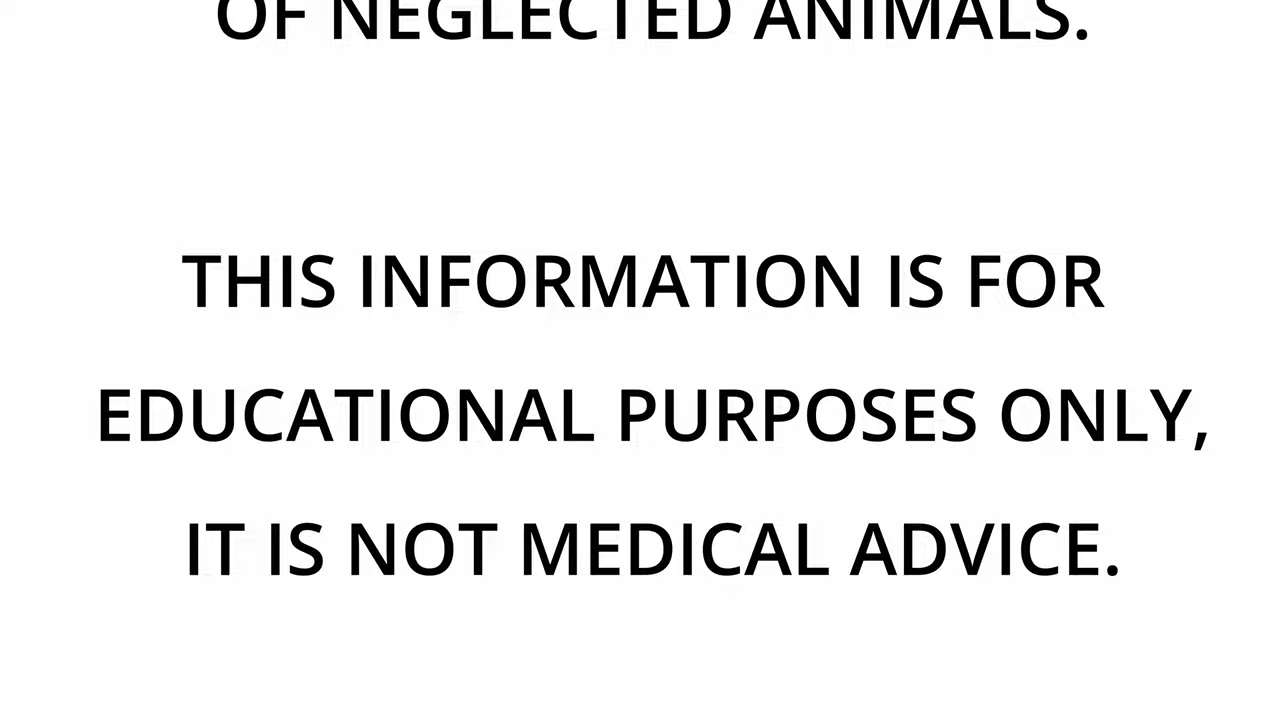 OF NEGLECTED ANIMALS.
THIS INFORMATION IS FOR
EDUCATIONAL PURPOSES ONLY,
IT IS NOT MEDICAL ADVICE.